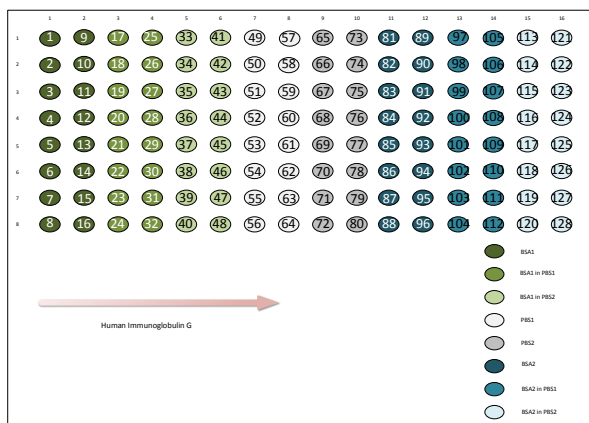 1 2 3 4 5 6 7 8 9 10 11 12 13 14 15 16
1 1 9 17 25 33 41 49 57 65 73 81 89 97 105 113 121
2 2 10 18 26 34 42 50 58 66 74 82 90 98 106 114 122
3 3 11 19 27 35 43 51 59 67 75 83 91 99 107 115 123
4 4 12 20 28 36 44 52 60 68 76 84 92 100 108 116 124
5 5 13 21 29 37 45 53 61 69 77 85 93 101 109 117 125
6 6 14 22 30 38 46 54 62 70 78 86 94 102 110 118 126
7 7 15 23 31 39 47 55 63 71 79 87 95 103 111 119 127
8 8 16 24 32 40 48 56 64 72 80 88 96 104 112 120 128
Human Immunoglobulin G
BSA1
BSA1 in PBS1
BSA1 in PBS2
PBS1
PBS2
BSA2
BSA2 in PBS1
BSA2 in PBS2